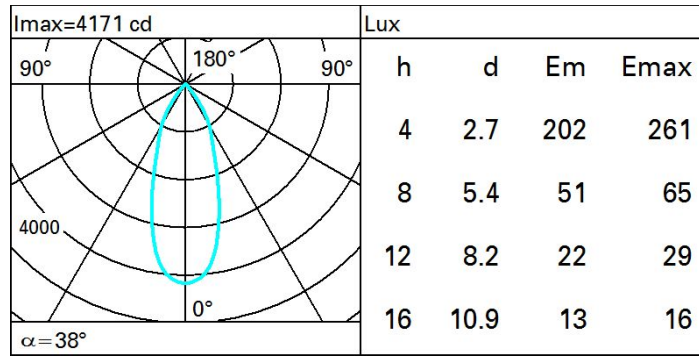 Imax=4171 cd
Lux
90° 180° 90°
h d Em Emax
4 2.7 202 261
8 5.4 51 65
4000
12 8.2 22 29
0°
16 10.9 13 16
α=38°